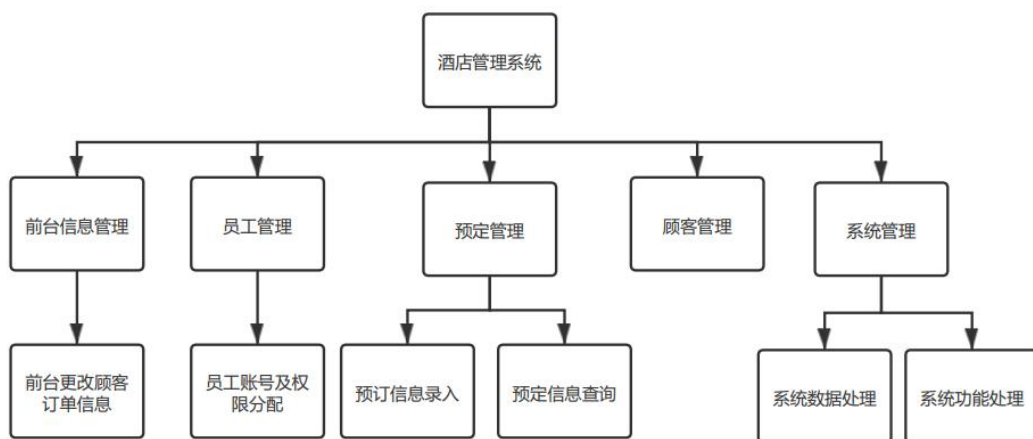 酒店管理系统
前台信息管理
员工管理
预定管理
顾客管理
系统管理
前台更改顾客
订单信息
员工账号及权
限分配
预订信息录入
预定信息查询
系统数据处理
系统功能处理